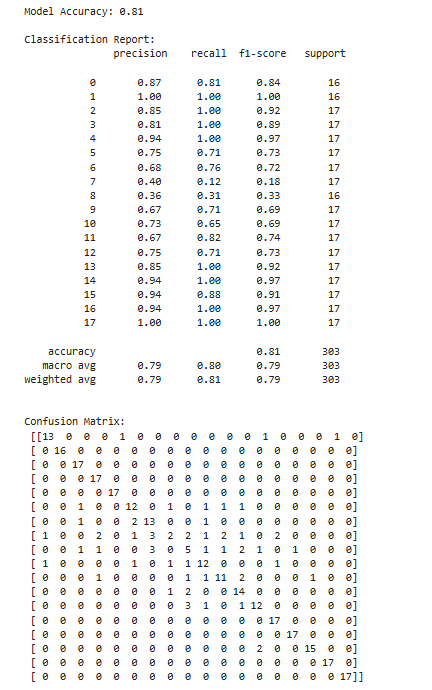 Model Accuracy: 0.81
Classification Report:
precision recall f1-score support
0 0.87 0.81 0.84 16
1 1.00 1.00 1.00 16
2 0.85 1.00 0.92 17
3 0.81 1.00 0.89 17
4 0.94 1.00 0.97 17
5 0.75 0.71 0.73 17
6 0.68 0.76 0.72 17
7 0.40 0.12 0.18 17
8 0.36 0.31 0.33 16
9 0.67 0.71 0.69 17
10 0.73 0.65 0.69 17
11 0.67 0.82 0.74 17
12 0.75 0.71 0.73 17
13 0.85 1.00 0.92 17
14 0.94 1.00 0.97 17
15 0.94 0.88 0.91 17
16 0.94 1.00 0.97 17
17 1.00 1.00 1.00 17
accuracy 0.81 303
macro avg 0.79 0.80 0.79 303
weighted avg 0.79 0.81 0.79 303
Confusion Matrix:
[[13 0 0 0 1 0 0 0 0 0 0 0 1 0 0 0 1 0]
[ 0 16 0 0 0 0 0 0 0 0 0 0 0 0 0 0 0 0]
[ 0 0 17 0 0 0 0 0 0 0 0 0 0 0 0 0 0 0]
[ 0 0 0 17 0 0 0 0 0 0 0 0 0 0 0 0 0 0]
[ 0 0 0 0 17 0 0 0 0 0 0 0 0 0 0 0 0 0]
[ 0 0 1 0 0 12 0 1 0 1 1 1 0 0 0 0 0 0]
[ 0 0 1 0 0 2 13 0 0 1 0 0 0 0 0 0 0 0]
[ 1 0 0 2 0 1 3 2 2 1 2 1 0 2 0 0 0 0]
[ 0 0 1 1 0 0 3 0 5 1 1 2 1 0 1 0 0 0]
[ 1 0 0 0 0 1 0 1 1 12 0 0 0 1 0 0 0 0]
[ 0 0 0 1 0 0 0 0 1 1 11 2 0 0 0 1 0 0]
[ 0 0 0 0 0 0 0 1 2 0 0 14 0 0 0 0 0 0]
[ 0 0 0 0 0 0 0 0 3 1 0 1 12 0 0 0 0 0]
[ 0 0 0 0 0 0 0 0 0 0 0 0 0 17 0 0 0 0]
[ 0 0 0 0 0 0 0 0 0 0 0 0 0 0 17 0 0 0]
[ 0 0 0 0 0 0 0 0 0 0 0 0 2 0 0 15 0 0]
[ 0 0 0 0 0 0 0 0 0 0 0 0 0 0 0 0 17 0]
[ 0 0 0 0 0 0 0 0 0 0 0 0 0 0 0 0 0 17]]